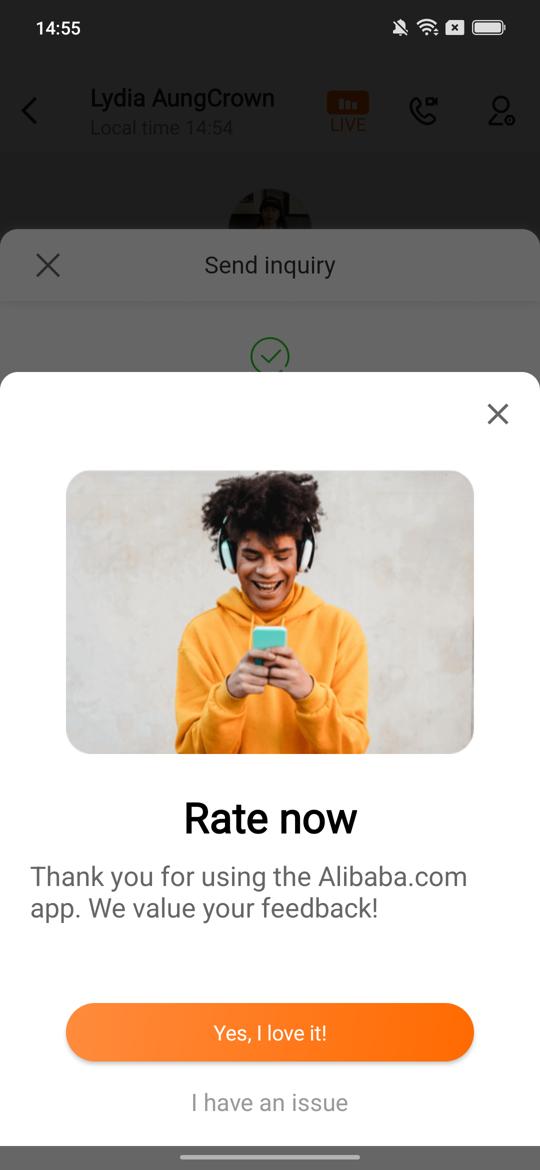 14:55
Lydia AungCrown
Local time 14:54
LIVE
Send inquiry
Rate now
Thank you for using the Alibaba.com
app. We value your feedback!
Yes, I love it!
I have an issue